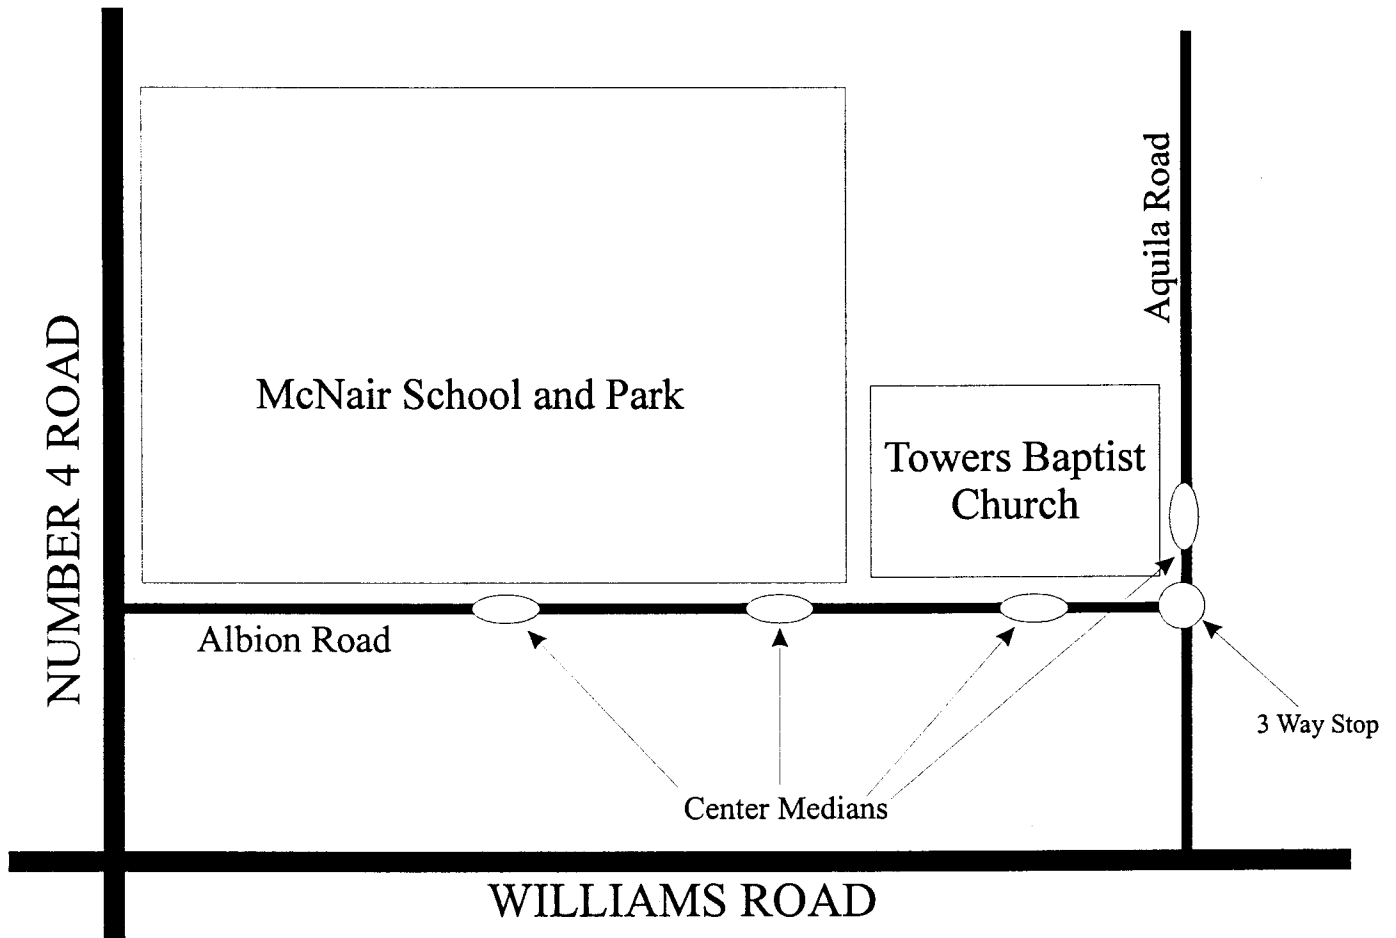 Aquila Road
NUMBER 4 ROAD
McNair School and Park
Towers Baptist
Church
Albion Road
3 Way Stop
Center Medians
WILLIAMS ROAD